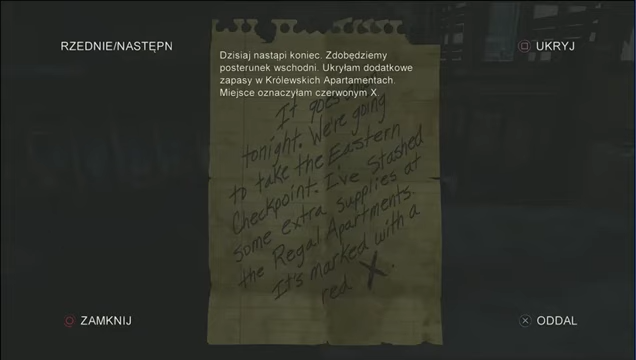 RZEDNIE/NASTĘPN
UKRYJ
Dzisiaj nastąpi koniec. Zdobędziemy
posterunek wschodni. Ukryłam dodatkowe
zapasy w Królewskich Apartamentach.
Miejsce oznaczyłam czerwonym X.
It goes
tonight. We're going
to take the Eastern
Checkpoint. I've stashed
some extra supplies at
the Regal Apartments.
It's marked with a
red X.
ZAMKNIJ
ODDAL